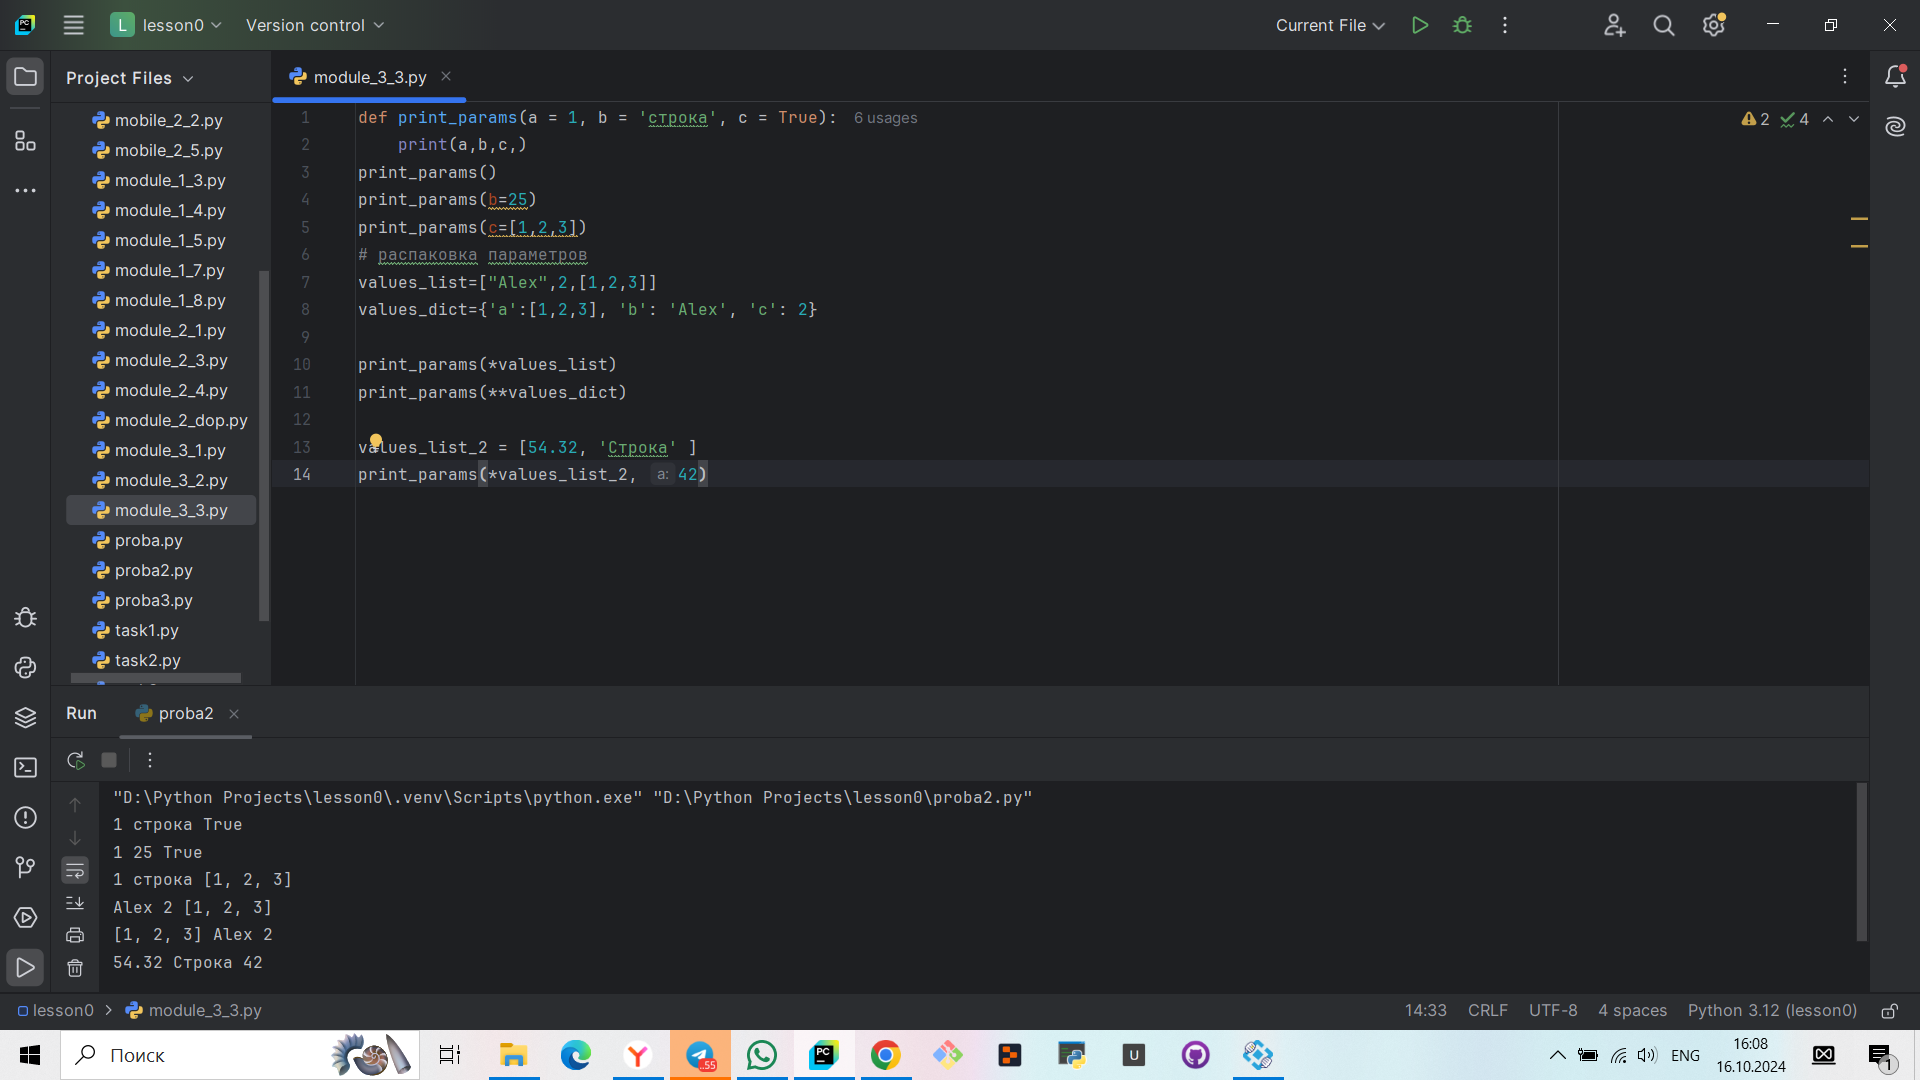 L lesson0 Version control Current File
Project Files
module_3_3.py
mobile_2_2.py
mobile_2_5.py
module_1_3.py
module_1_4.py
module_1_5.py
module_1_7.py
module_1_8.py
module_2_1.py
module_2_3.py
module_2_4.py
module_2_dop.py
module_3_1.py
module_3_2.py
module_3_3.py
proba.py
proba2.py
proba3.py
task1.py
task2.py
1 def print_params(a = 1, b = 'строка', c = True): 6 usages
2 print(a,b,c,)
3 print_params()
4 print_params(b=25)
5 print_params(c=[1,2,3])
6 # распаковка параметров
7 values_list=["Alex",2,[1,2,3]]
8 values_dict={'a':[1,2,3], 'b': 'Alex', 'c': 2}
9
10 print_params(*values_list)
11 print_params(**values_dict)
12
13 values_list_2 = [54.32, 'Строка' ]
14 print_params(*values_list_2, a: 42)
2 4
Run proba2
"D:\Python Projects\lesson0\.venv\Scripts\python.exe" "D:\Python Projects\lesson0\proba2.py"
1 строка True
1 25 True
1 строка [1, 2, 3]
Alex 2 [1, 2, 3]
[1, 2, 3] Alex 2
54.32 Строка 42
lesson0 > module_3_3.py 14:33 CRLF UTF-8 4 spaces Python 3.12 (lesson0)
Поиск
55
PC
U
ENG
16:08
16.10.2024
1